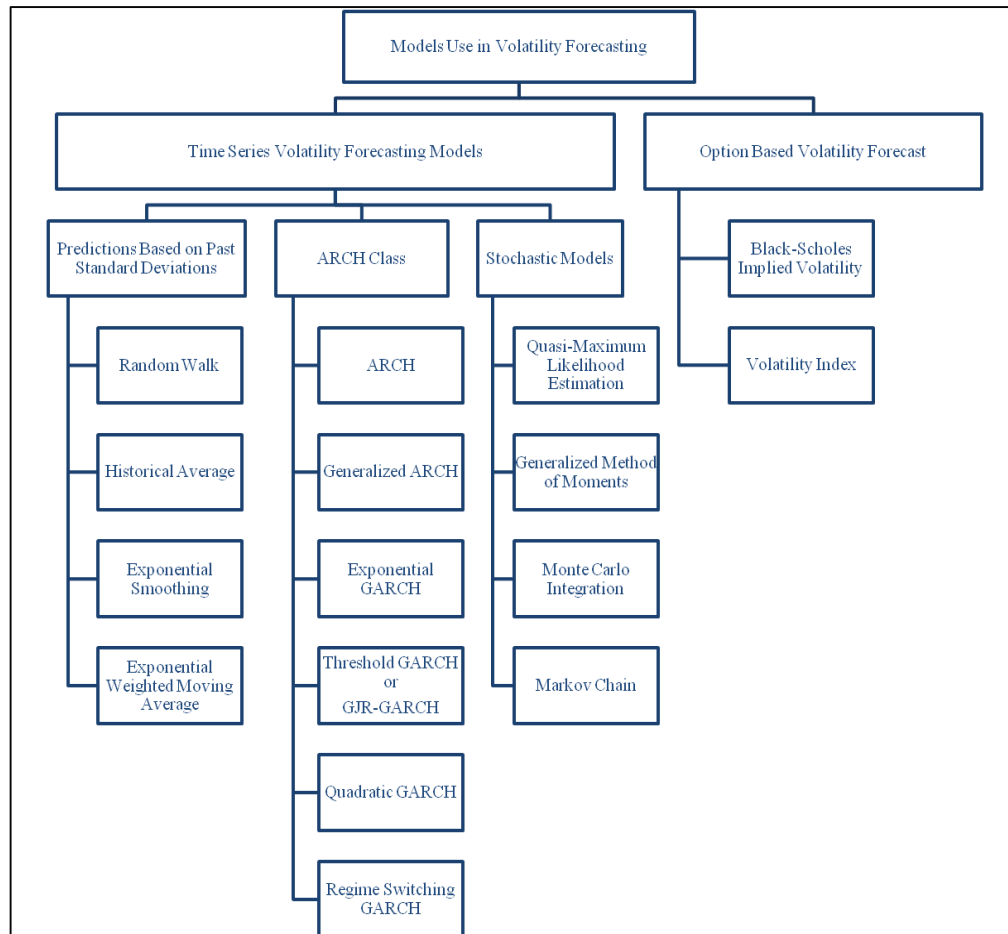 Models Use in Volatility Forecasting
Time Series Volatility Forecasting Models
Option Based Volatility Forecast
Predictions Based on Past
Standard Deviations
ARCH Class
Stochastic Models
Black-Scholes
Implied Volatility
Random Walk
ARCH
Quasi-Maximum
Likelihood
Estimation
Volatility Index
Historical Average
Generalized ARCH
Generalized Method
of Moments
Exponential
Smoothing
Exponential
GARCH
Monte Carlo
Integration
Exponential
Weighted Moving
Average
Threshold GARCH
or
GJR-GARCH
Markov Chain
Quadratic GARCH
Regime Switching
GARCH